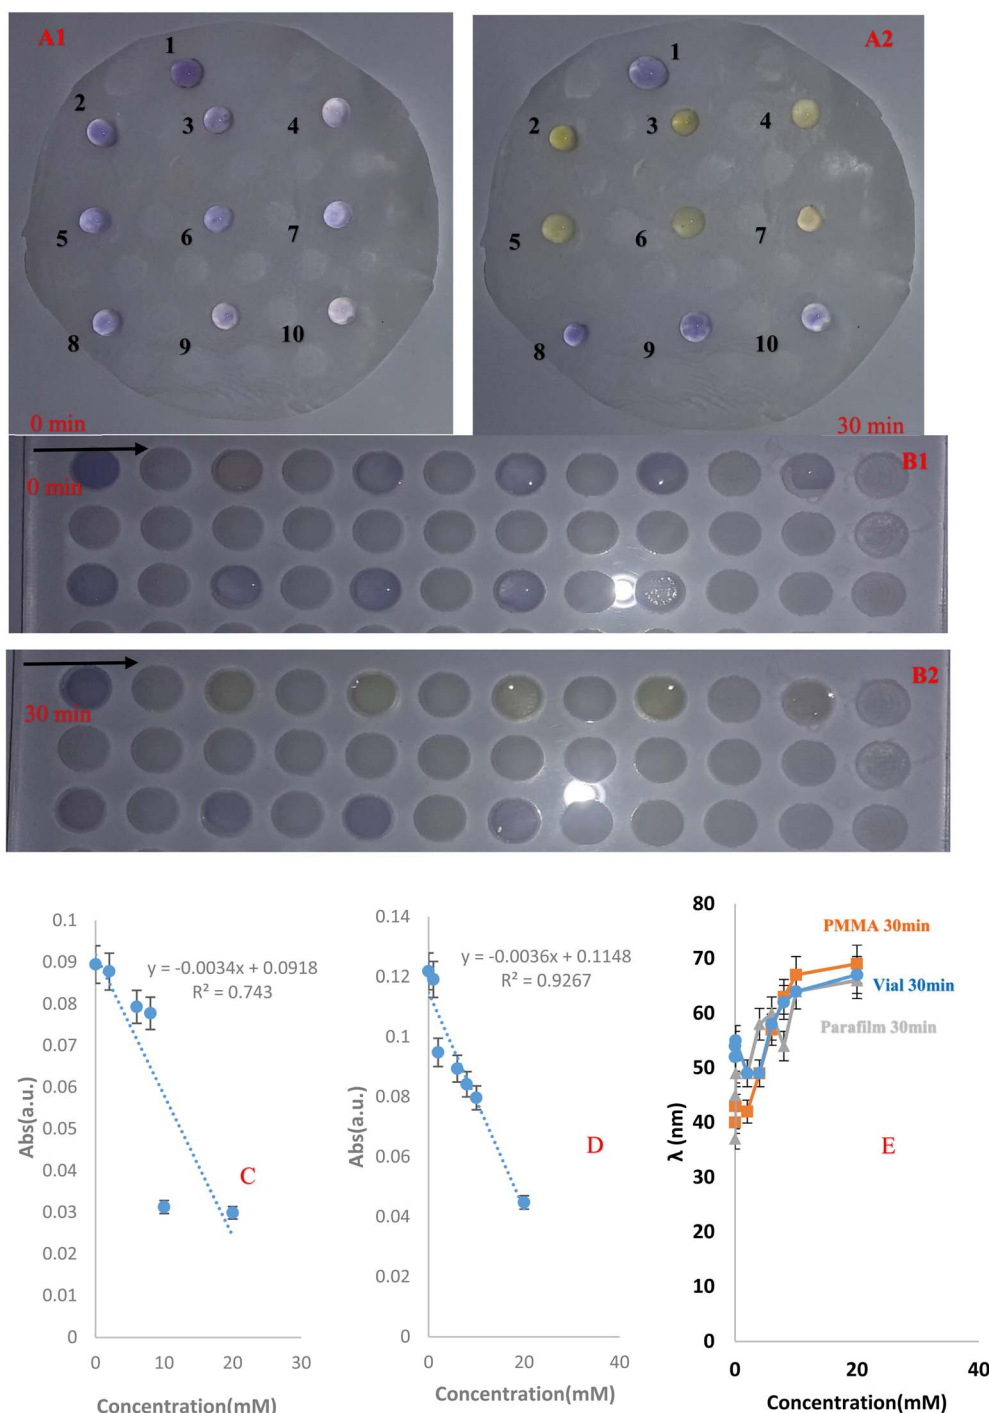 A1
1
2
3
4
5
6
7
8
9
10
0 min
A2
1
2
3
4
5
6
7
8
9
10
30 min
B1
0 min
B2
30 min
0.1
0.09
0.08
0.07
0.06
0.05
0.04
0.03
0.02
0.01
0
y = -0.0034x + 0.0918
R² = 0.743
C
Abs(a.u.)
0
10
20
30
Concentration(mM)
0.14
0.12
0.1
0.08
0.06
0.04
0.02
0
y = -0.0036x + 0.1148
R² = 0.9267
D
Abs(a.u.)
0
20
40
Concentration(mM)
80
70
60
50
40
30
20
10
0
PMMA 30min
Vial 30min
Parafilm 30min
E
λ (nm)
0
20
40
Concentration(mM)